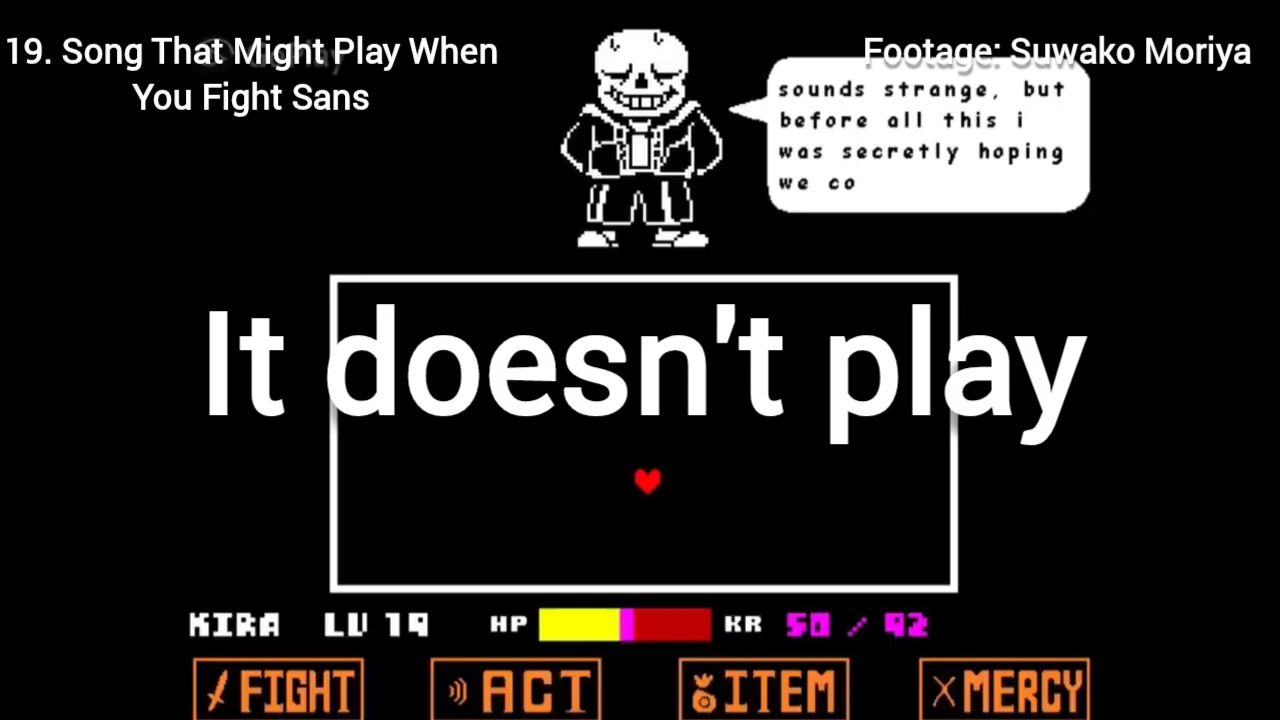 19. Song That Might Play When
You Fight Sans
Footage: Suwako Moriya
sounds strange, but
before all this i
was secretly hoping
we co
It doesn't play
KIRA LV 19 HP KR 50 / 92
FIGHT ACT ITEM MERCY